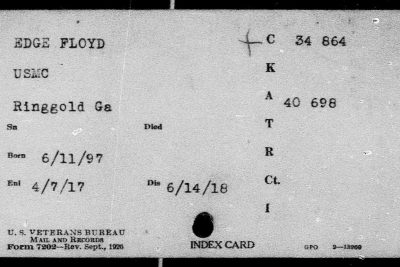 EDGE FLOYD
C 34 864
USMC
K
Ringgold Ga
A 40 698
Sn Died
T
Born 6/11/97
R
Enl 4/7/17 Dis 6/14/18
Ct.
I
U. S. VETERANS BUREAU
MAIL AND RECORDS
Form 7202—Rev. Sept., 1926
INDEX CARD
GPO